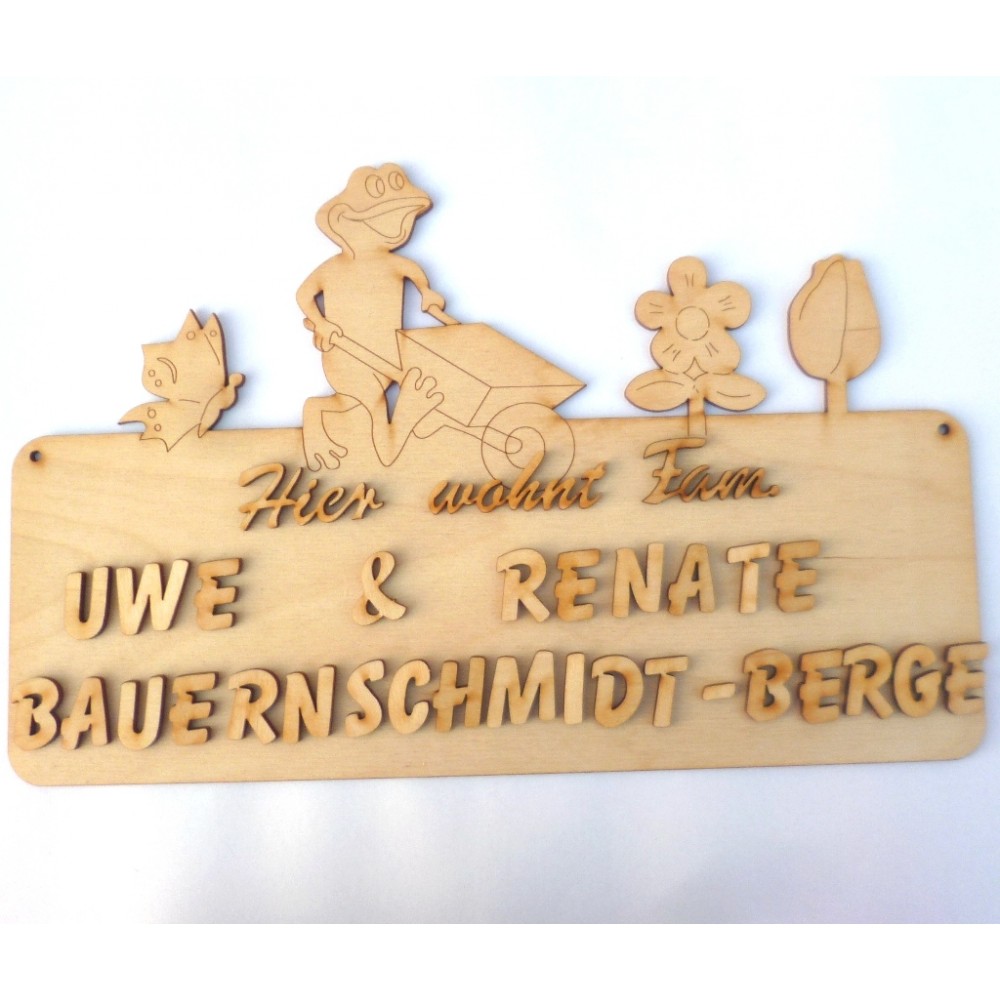 Hier wohnt Fam.
UWE & RENATE
BAUERNSCHMIDT-BERGE